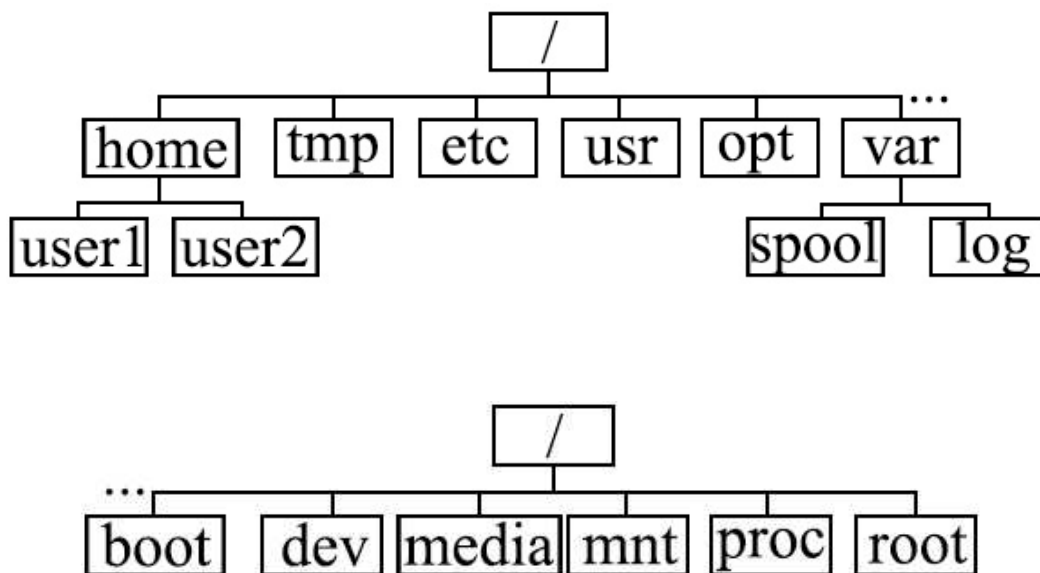 /
...
home tmp etc usr opt var
user1 user2 spool log
/
...
boot dev media mnt proc root